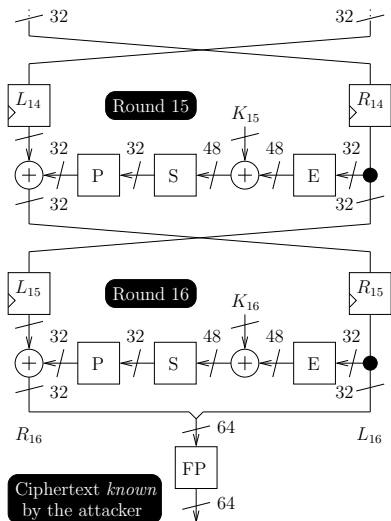 32 32
L14 R14
Round 15
K15
32 32 48 48 32
+ P S + E
32 32
L15 R15
Round 16
K16
32 32 48 48 32
+ P S + E
32 32
R16 L16
64
FP
Ciphertext known
by the attacker
64